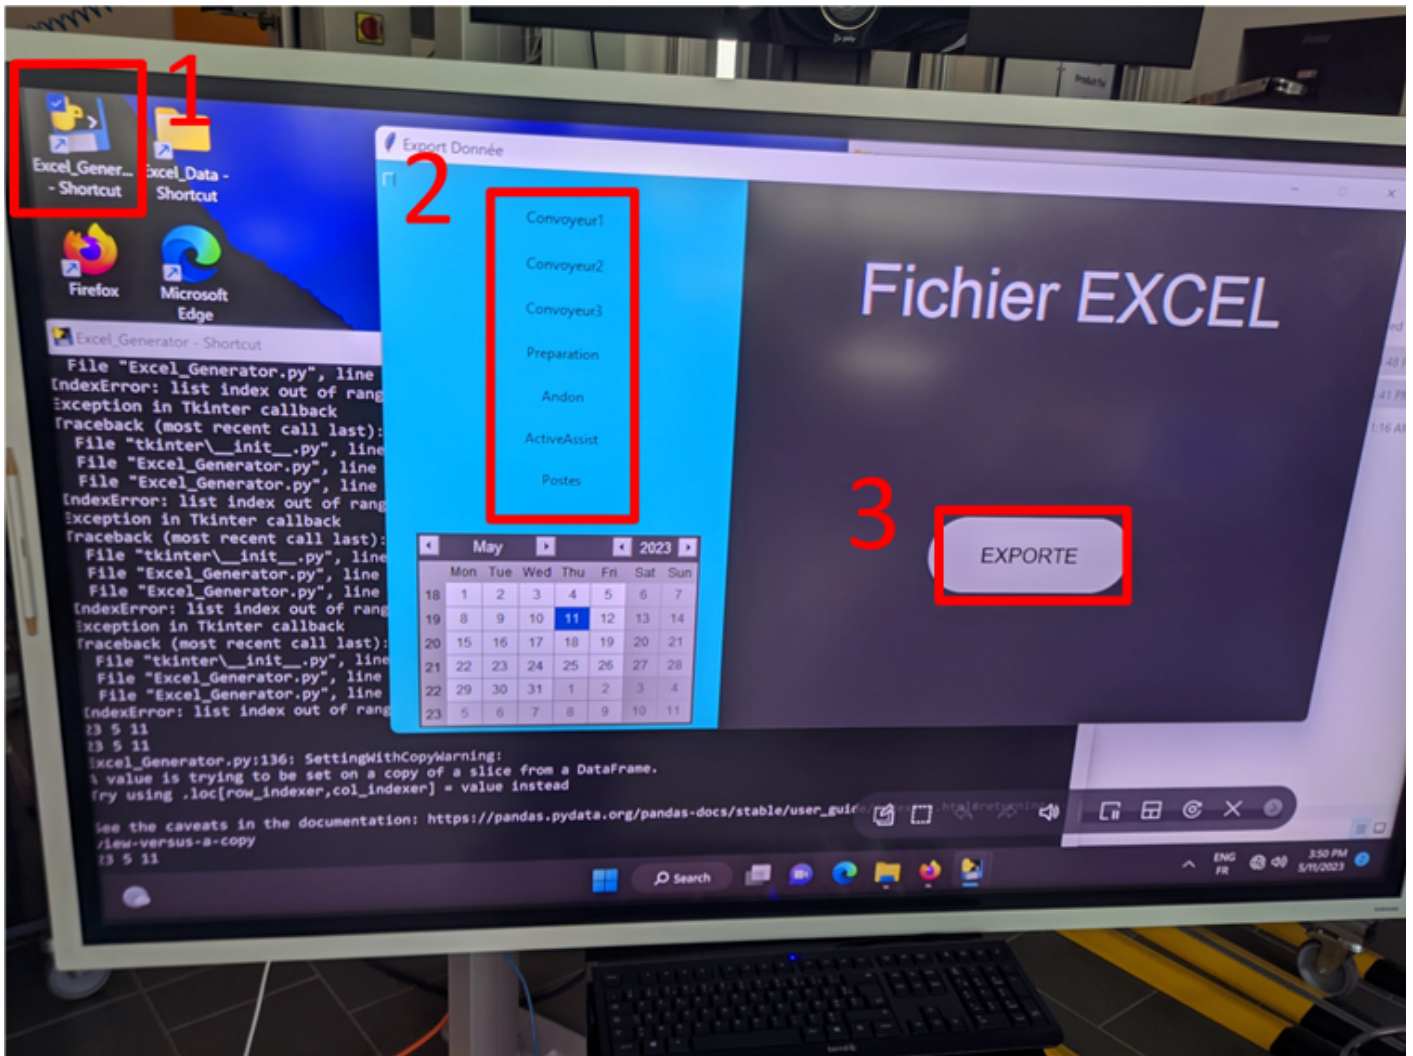 1
Excel_Gener...
- Shortcut
Excel_Data -
Shortcut
Firefox
Microsoft
Edge
Export Donnée
2
Convoyeur1
Convoyeur2
Convoyeur3
Preparation
Andon
ActiveAssist
Postes
Fichier EXCEL
3
EXPORTE
May 2023
Mon Tue Wed Thu Fri Sat Sun
18 1 2 3 4 5 6 7
19 8 9 10 11 12 13 14
20 15 16 17 18 19 20 21
21 22 23 24 25 26 27 28
22 29 30 31 1 2 3 4
23 5 6 7 8 9 10 11
Excel_Generator - Shortcut
File "Excel_Generator.py", line
IndexError: list index out of rang
Exception in Tkinter callback
Traceback (most recent call last):
File "tkinter\__init__.py", line
File "Excel_Generator.py", line
File "Excel_Generator.py", line
IndexError: list index out of rang
Exception in Tkinter callback
Traceback (most recent call last):
File "tkinter\__init__.py", line
File "Excel_Generator.py", line
File "Excel_Generator.py", line
IndexError: list index out of rang
Exception in Tkinter callback
Traceback (most recent call last):
File "tkinter\__init__.py", line
File "Excel_Generator.py", line
File "Excel_Generator.py", line
IndexError: list index out of rang
23 5 11
23 5 11
Excel_Generator.py:136: SettingWithCopyWarning:
A value is trying to be set on a copy of a slice from a DataFrame.
Try using .loc[row_indexer,col_indexer] = value instead
See the caveats in the documentation: https://pandas.pydata.org/pandas-docs/stable/user_guide
view-versus-a-copy
23 5 11
Search
ENG
FR
3:50 PM
5/11/2023